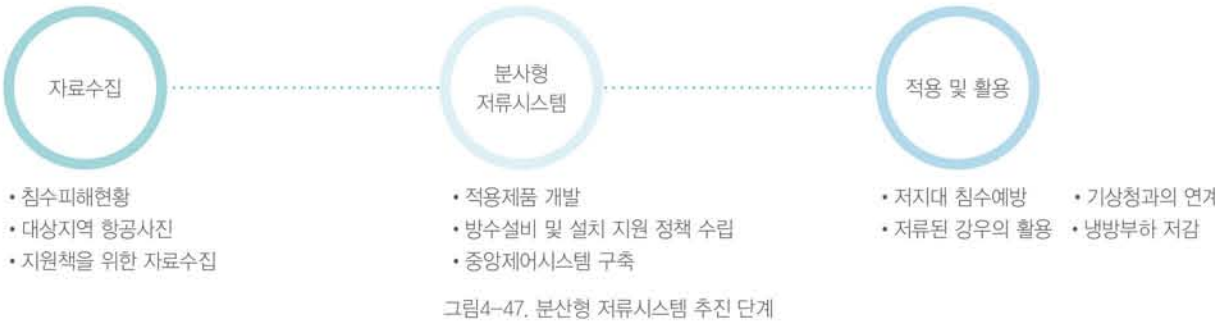 자료수집
• 침수피해현황
• 대상지역 항공사진
• 지원책을 위한 자료수집
분사형
저류시스템
• 적용제품 개발
• 방수설비 및 설치 지원 정책 수립
• 중앙제어시스템 구축
적용 및 활용
• 저지대 침수예방 • 기상청과의 연계
• 저류된 강우의 활용 • 냉방부하 저감
그림4-47. 분산형 저류시스템 추진 단계